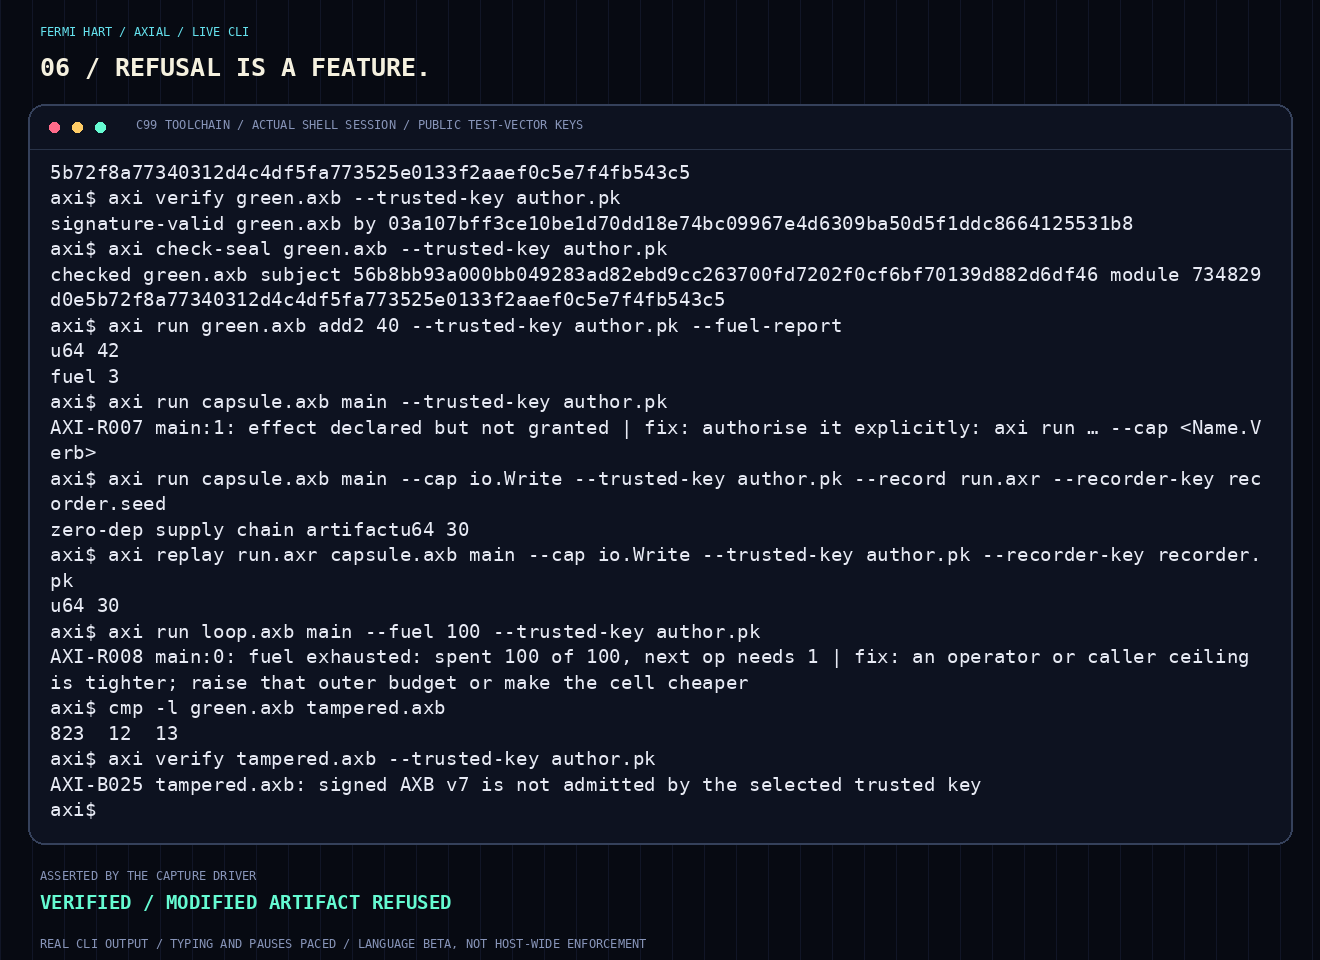 FERMI HART / AXIAL / LIVE CLI
06 / REFUSAL IS A FEATURE.
C99 TOOLCHAIN / ACTUAL SHELL SESSION / PUBLIC TEST-VECTOR KEYS
5b72f8a77340312d4c4df5fa773525e0133f2aaef0c5e7f4fb543c5
axi$ axi verify green.axb --trusted-key author.pk
signature-valid green.axb by 03a107bff3ce10be1d70dd18e74bc09967e4d6309ba50d5f1ddc8664125531b8
axi$ axi check-seal green.axb --trusted-key author.pk
checked green.axb subject 56b8bb93a000bb049283ad82ebd9cc263700fd7202f0cf6bf70139d882d6df46 module 734829
d0e5b72f8a77340312d4c4df5fa773525e0133f2aaef0c5e7f4fb543c5
axi$ axi run green.axb add2 40 --trusted-key author.pk --fuel-report
u64 42
fuel 3
axi$ axi run capsule.axb main --trusted-key author.pk
AXI-R007 main:1: effect declared but not granted | fix: authorise it explicitly: axi run … --cap <Name.V
erb>
axi$ axi run capsule.axb main --cap io.Write --trusted-key author.pk --record run.axr --recorder-key rec
order.seed
zero-dep supply chain artifactu64 30
axi$ axi replay run.axr capsule.axb main --cap io.Write --trusted-key author.pk --recorder-key recorder.
pk
u64 30
axi$ axi run loop.axb main --fuel 100 --trusted-key author.pk
AXI-R008 main:0: fuel exhausted: spent 100 of 100, next op needs 1 | fix: an operator or caller ceiling
is tighter; raise that outer budget or make the cell cheaper
axi$ cmp -l green.axb tampered.axb
823  12  13
axi$ axi verify tampered.axb --trusted-key author.pk
AXI-B025 tampered.axb: signed AXB v7 is not admitted by the selected trusted key
axi$
ASSERTED BY THE CAPTURE DRIVER
VERIFIED / MODIFIED ARTIFACT REFUSED
REAL CLI OUTPUT / TYPING AND PAUSES PACED / LANGUAGE BETA, NOT HOST-WIDE ENFORCEMENT